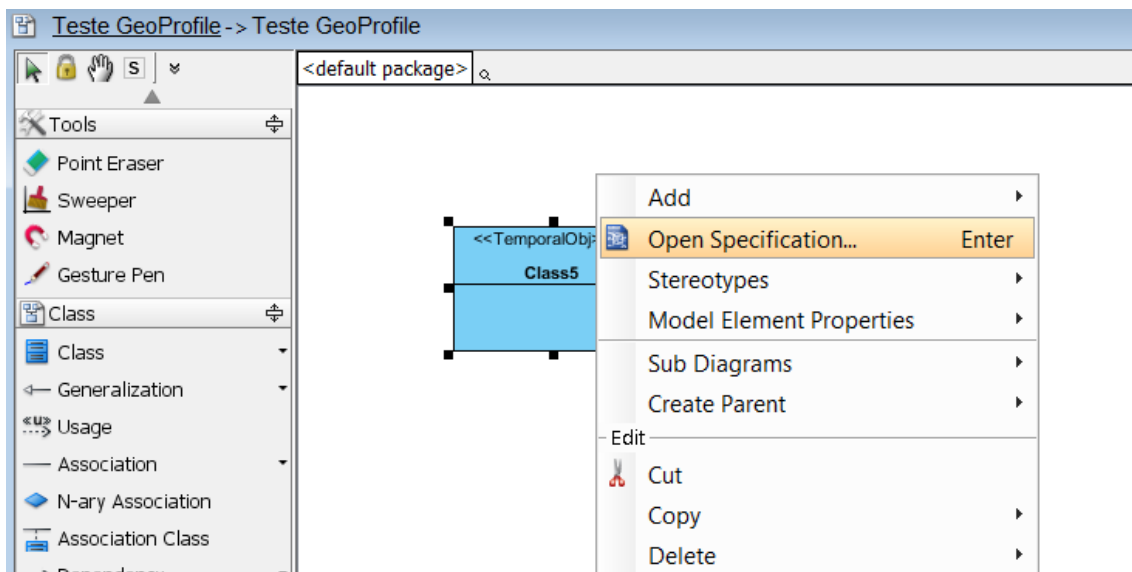 Teste GeoProfile -> Teste GeoProfile
S
<default package>
Tools
Point Eraser
Sweeper
Magnet
Gesture Pen
Class
Class
Generalization
«U»
Usage
Association
N-ary Association
Association Class
<<TemporalObj
Class5
Add
Open Specification... Enter
Stereotypes
Model Element Properties
Sub Diagrams
Create Parent
Edit
Cut
Copy
Delete